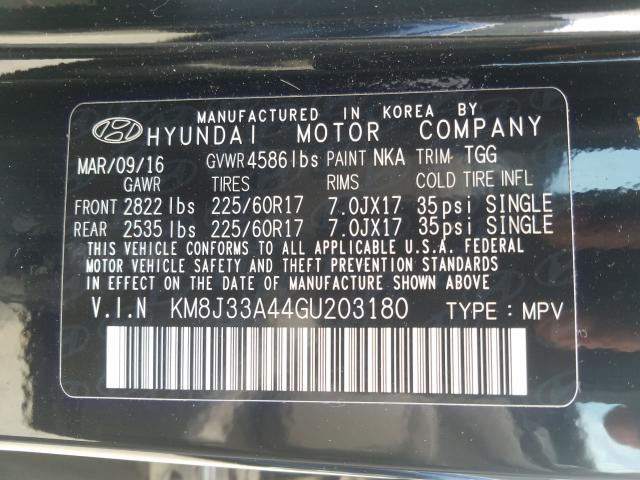 MANUFACTURED IN KOREA BY
HYUNDAI MOTOR COMPANY
MAR/09/16 GVWR 4586lbs PAINT NKA TRIM TGG
GAWR TIRES RIMS COLD TIRE INFL
FRONT 2822 lbs 225/60R17 7.0JX17 35psi SINGLE
REAR 2535 lbs 225/60R17 7.0JX17 35psi SINGLE
THIS VEHICLE CONFORMS TO ALL APPLICABLE U.S.A. FEDERAL
MOTOR VEHICLE SAFETY AND THEFT PREVENTION STANDARDS
IN EFFECT ON THE DATE OF MANUFACTURE SHOWN ABOVE.
V.I.N KM8J33A44GU203180 TYPE : MPV